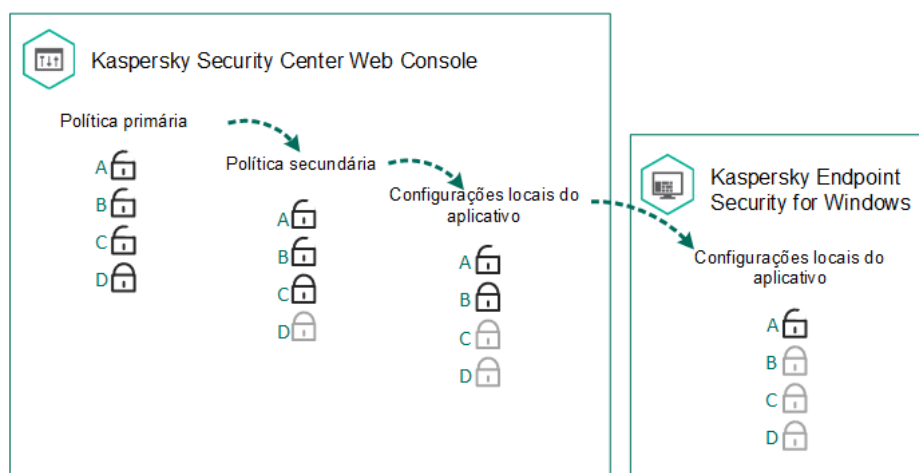 Kaspersky Security Center Web Console
Política primária
A
B
C
D
Política secundária
A
B
C
D
Configurações locais do
aplicativo
A
B
C
D
Kaspersky Endpoint
Security for Windows
Configurações locais do
aplicativo
A
B
C
D